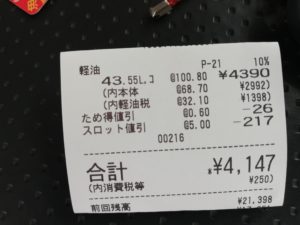 P-21 10%
軽油
43.55L.コ @100.80 ¥4390
(内本体 @68.70 ¥2992)
(内軽油税 @32.10 ¥1398)
ため得値引 @0.60 -26
スロット値引 @5.00 -217
00216
合計 ¥4,147
(内消費税等 ¥250)
前回残高 ¥21,398